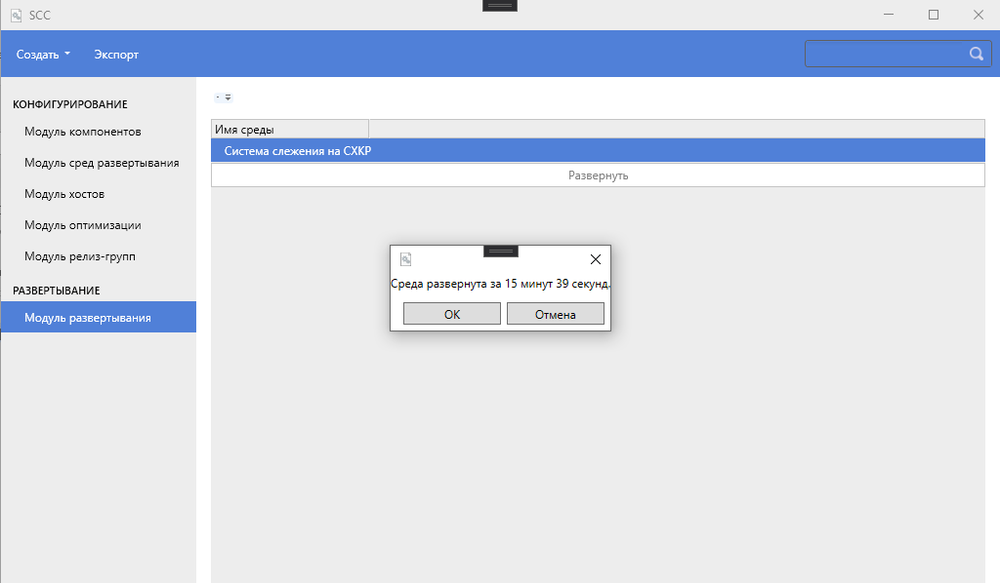 SCC
Создать
Экспорт
КОНФИГУРИРОВАНИЕ
Модуль компонентов
Модуль сред развертывания
Модуль хостов
Модуль оптимизации
Модуль релиз-групп
РАЗВЕРТЫВАНИЕ
Модуль развертывания
Имя среды
Система слежения на СХКР
Развернуть
Среда развернута за 15 минут 39 секунд.
ОК
Отмена